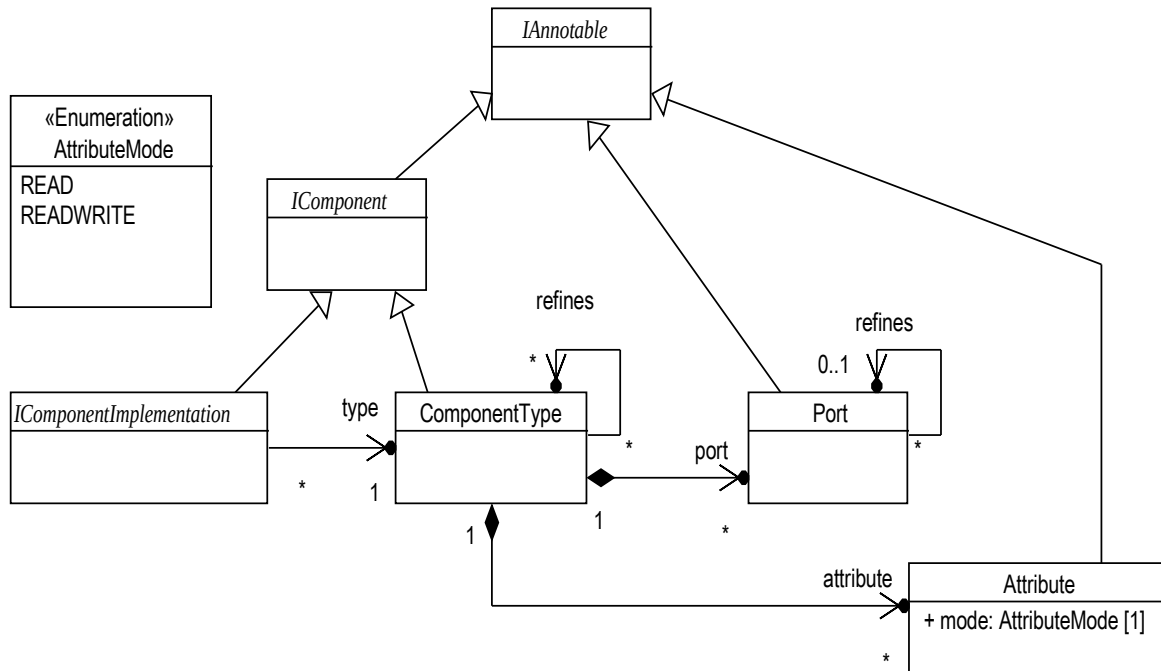 IAnnotable
«Enumeration»
AttributeMode
READ
READWRITE
IComponent
refines
refines
*
0..1
IComponentImplementation
type
ComponentType
Port
*
port
*
*
1
1
*
1
attribute
Attribute
+ mode: AttributeMode [1]
*